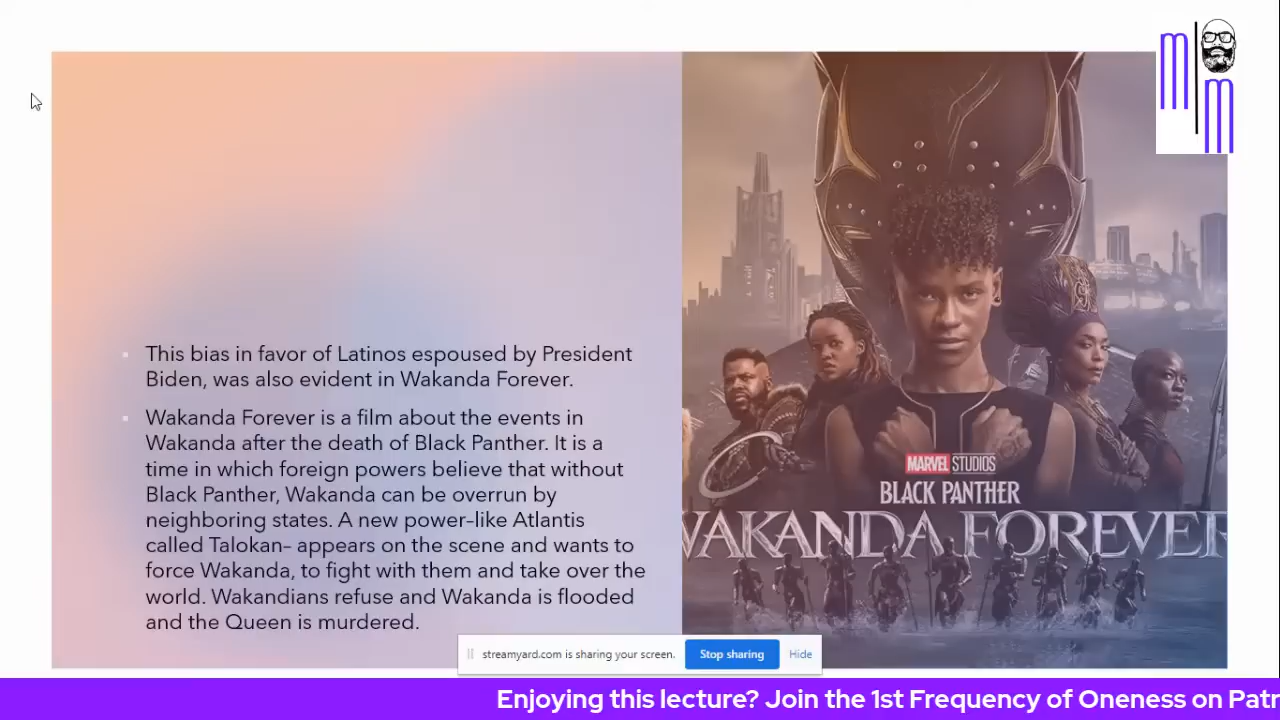 This bias in favor of Latinos espoused by President
Biden, was also evident in Wakanda Forever.
Wakanda Forever is a film about the events in
Wakanda after the death of Black Panther. It is a
time in which foreign powers believe that without
Black Panther, Wakanda can be overrun by
neighboring states. A new power–like Atlantis
called Talokan– appears on the scene and wants to
force Wakanda, to fight with them and take over the
world. Wakandians refuse and Wakanda is flooded
and the Queen is murdered.
m
m
MARVEL STUDIOS
BLACK PANTHER
WAKANDA FOREVER
streamyard.com is sharing your screen.
Stop sharing
Hide
Enjoying this lecture? Join the 1st Frequency of Oneness on Patr